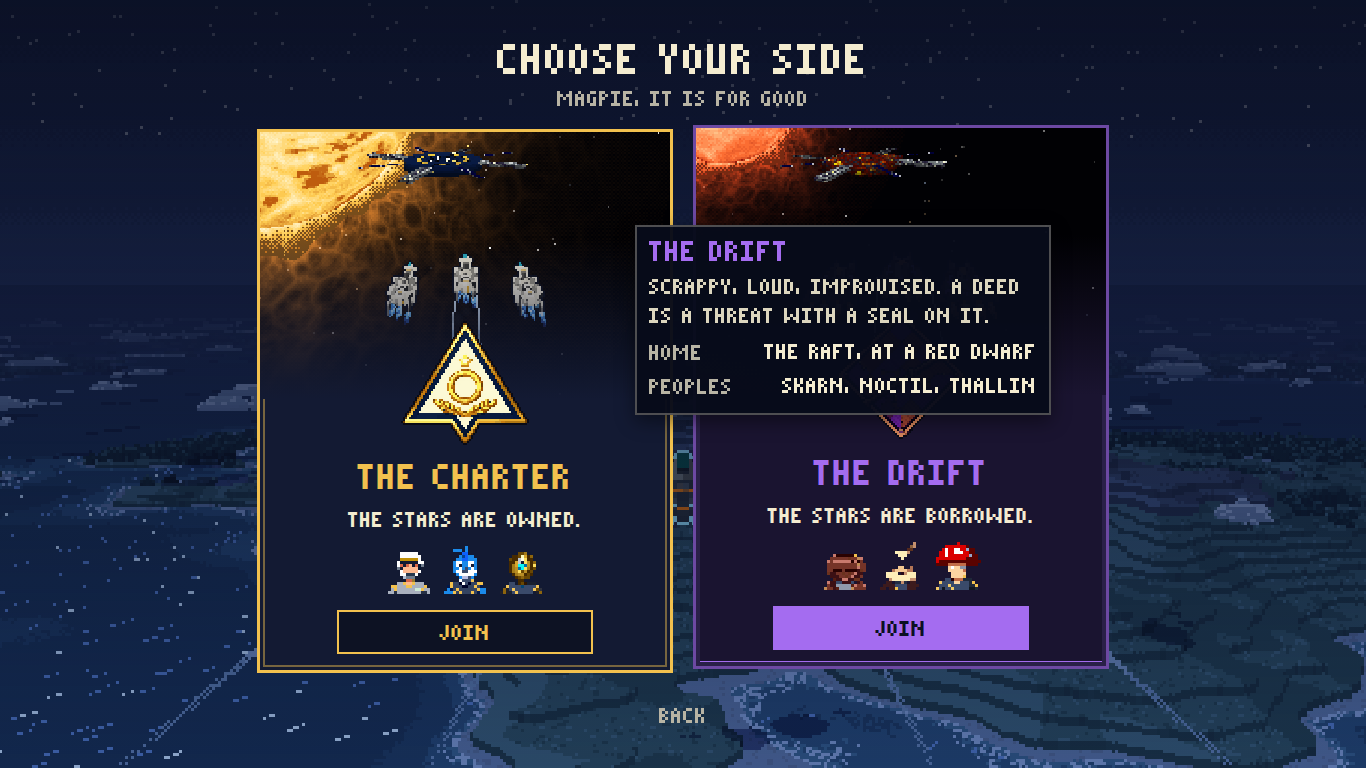 CHOOSE YOUR SIDE
MAGPIE, IT IS FOR GOOD
THE DRIFT
SCRAPPY, LOUD, IMPROVISED. A DEED
IS A THREAT WITH A SEAL ON IT.
HOME THE RAFT, AT A RED DWARF
PEOPLES SKARN, NOCTIL, THALLIN
THE CHARTER
THE STARS ARE OWNED.
JOIN
THE DRIFT
THE STARS ARE BORROWED.
JOIN
BACK